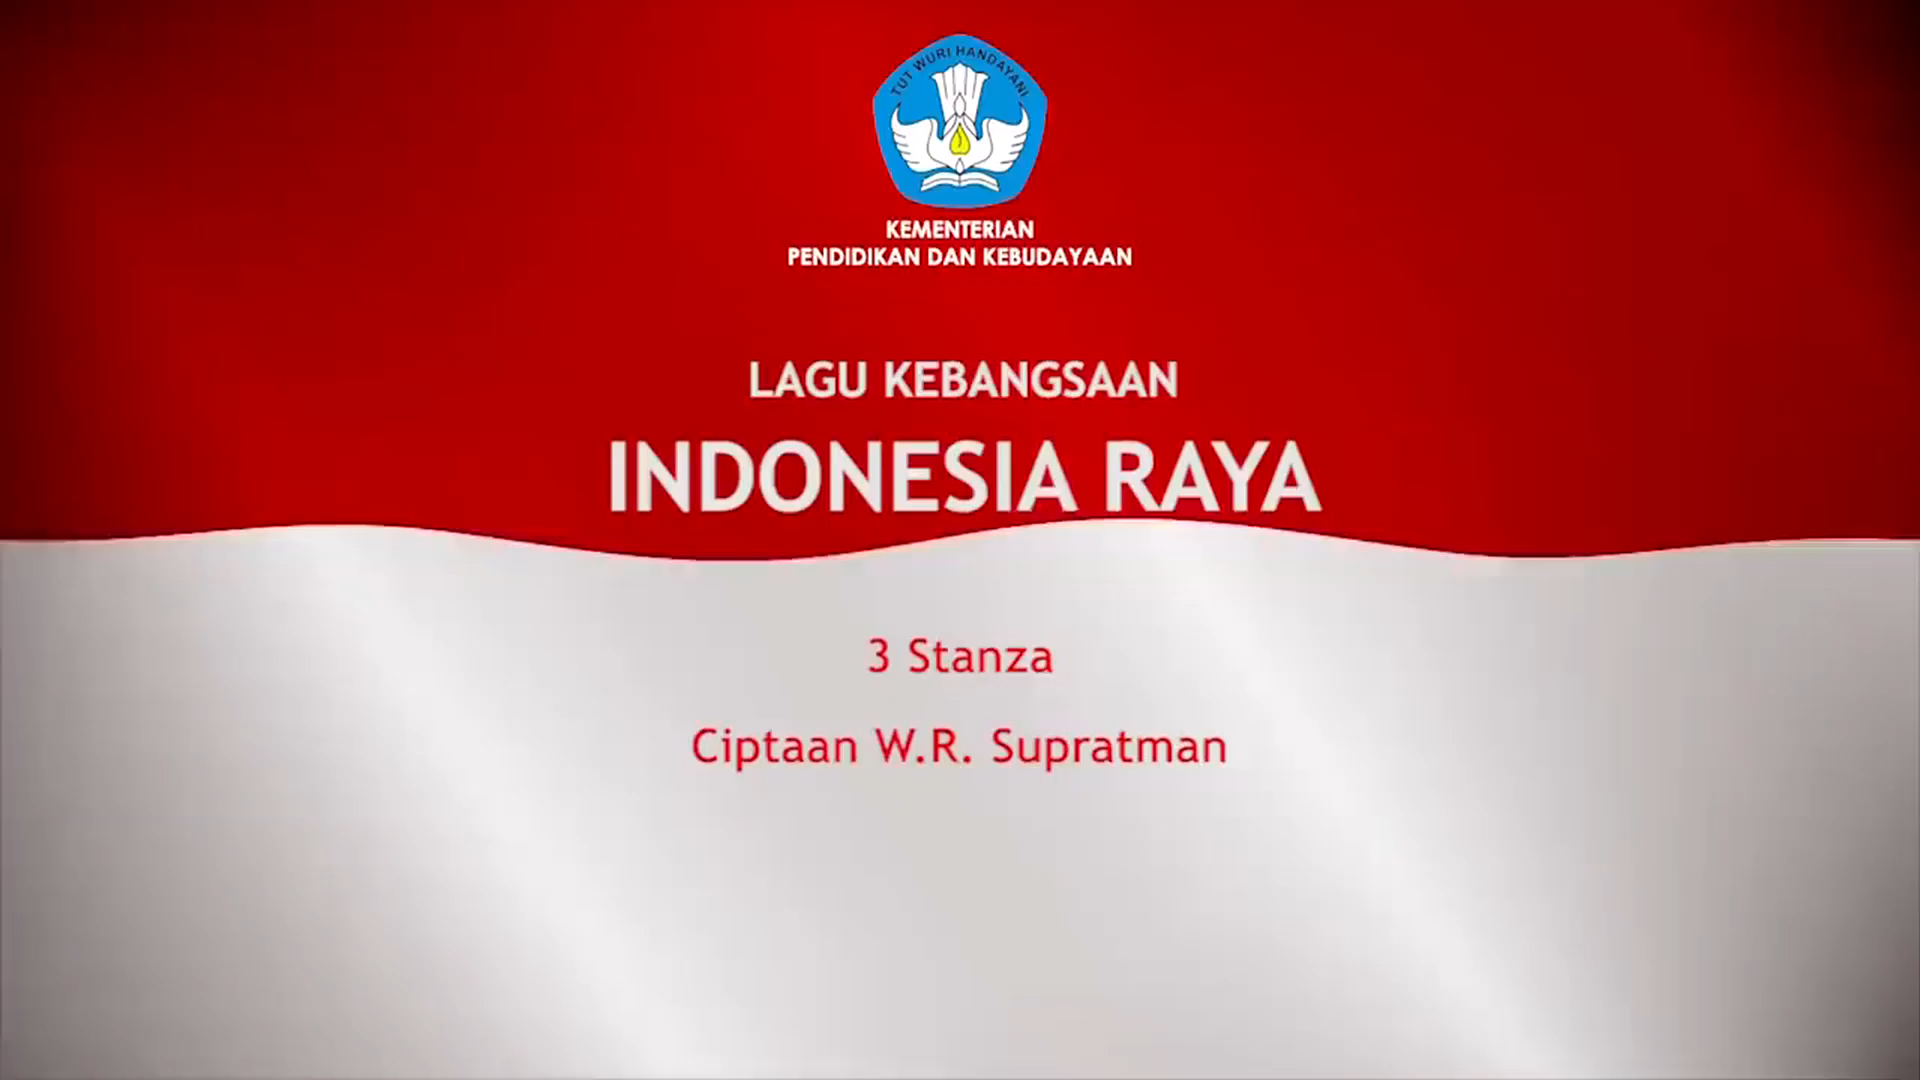 TUT WURI HANDAYANI
KEMENTERIAN
PENDIDIKAN DAN KEBUDAYAAN
LAGU KEBANGSAAN
INDONESIA RAYA
3 Stanza
Ciptaan W.R. Supratman